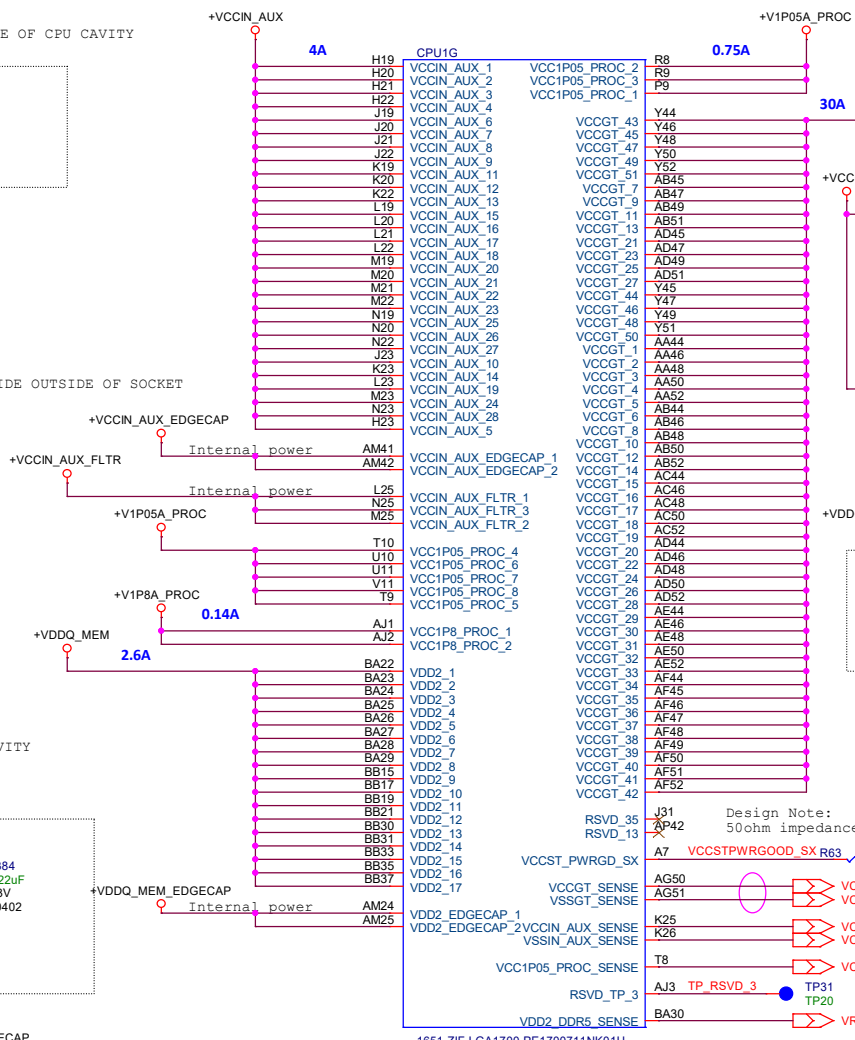 +VCCIN_AUX
+V1P05A_PROC
E OF CPU CAVITY
4A
CPU1G
0.75A
30A
H19 VCCIN_AUX_1
H20 VCCIN_AUX_2
H21 VCCIN_AUX_3
H22 VCCIN_AUX_4
J19 VCCIN_AUX_6
J20 VCCIN_AUX_7
J21 VCCIN_AUX_8
J22 VCCIN_AUX_9
K19 VCCIN_AUX_11
K20 VCCIN_AUX_12
K22 VCCIN_AUX_13
L19 VCCIN_AUX_15
L20 VCCIN_AUX_16
L21 VCCIN_AUX_17
L22 VCCIN_AUX_18
M19 VCCIN_AUX_20
M20 VCCIN_AUX_21
M21 VCCIN_AUX_22
M22 VCCIN_AUX_23
N19 VCCIN_AUX_25
N20 VCCIN_AUX_26
N22 VCCIN_AUX_27
J23 VCCIN_AUX_10
K23 VCCIN_AUX_14
L23 VCCIN_AUX_19
M23 VCCIN_AUX_24
N23 VCCIN_AUX_28
H23 VCCIN_AUX_5
IDE OUTSIDE OF SOCKET
+VCCIN_AUX_EDGECAP
Internal power
AM41 VCCIN_AUX_EDGECAP_1
AM42 VCCIN_AUX_EDGECAP_2
+VCCIN_AUX_FLTR
Internal power
L25 VCCIN_AUX_FLTR_1
N25 VCCIN_AUX_FLTR_3
M25 VCCIN_AUX_FLTR_2
+V1P05A_PROC
T10 VCC1P05_PROC_4
U10 VCC1P05_PROC_6
U11 VCC1P05_PROC_7
V11 VCC1P05_PROC_8
T9 VCC1P05_PROC_5
+V1P8A_PROC
0.14A
AJ1 VCC1P8_PROC_1
AJ2 VCC1P8_PROC_2
+VDDQ_MEM
2.6A
BA22 VDD2_1
BA23 VDD2_2
BA24 VDD2_3
BA25 VDD2_4
BA26 VDD2_5
BA27 VDD2_6
BA28 VDD2_7
BA29 VDD2_8
BB15 VDD2_9
BB17 VDD2_10
BB19 VDD2_11
BB21 VDD2_12
BB30 VDD2_13
BB31 VDD2_14
BB33 VDD2_15
BB35 VDD2_16
BB37 VDD2_17
VITY
84
22uF
3V
0402
+VDDQ_MEM_EDGECAP
Internal power
AM24 VDD2_EDGECAP_1
AM25 VDD2_EDGECAP_2
ECAP
VCC1P05_PROC_2 R8
VCC1P05_PROC_3 R9
VCC1P05_PROC_1 P9
VCCGT_43 Y44
VCCGT_45 Y46
VCCGT_47 Y48
VCCGT_49 Y50
VCCGT_51 Y52
VCCGT_7 AB45
VCCGT_9 AB47
VCCGT_11 AB49
VCCGT_13 AB51
VCCGT_21 AD45
VCCGT_23 AD47
VCCGT_25 AD49
VCCGT_27 AD51
VCCGT_44 Y45
VCCGT_46 Y47
VCCGT_48 Y49
VCCGT_50 Y51
VCCGT_1 AA44
VCCGT_2 AA46
VCCGT_3 AA48
VCCGT_4 AA50
VCCGT_5 AA52
VCCGT_6 AB44
VCCGT_8 AB46
VCCGT_10 AB48
VCCGT_12 AB50
VCCGT_14 AB52
VCCGT_15 AC44
VCCGT_16 AC46
VCCGT_17 AC48
VCCGT_18 AC50
VCCGT_19 AC52
VCCGT_20 AD44
VCCGT_22 AD46
VCCGT_24 AD48
VCCGT_26 AD50
VCCGT_28 AD52
VCCGT_29 AE44
VCCGT_30 AE46
VCCGT_31 AE48
VCCGT_32 AE50
VCCGT_33 AE52
VCCGT_34 AF44
VCCGT_35 AF45
VCCGT_36 AF46
VCCGT_37 AF47
VCCGT_38 AF48
VCCGT_39 AF49
VCCGT_40 AF50
VCCGT_41 AF51
VCCGT_42 AF52
+VCC
+VDD
RSVD_35 J31
RSVD_13 AP42
Design Note:
50ohm impedance
VCCST_PWRGD_SX A7 VCCSTPWRGOOD_SX R63
VCCGT_SENSE AG50 VC
VSSGT_SENSE AG51 VC
VCCIN_AUX_SENSE K25 VC
VSSIN_AUX_SENSE K26 VC
VCC1P05_PROC_SENSE T8 VC
RSVD_TP_3 AJ3 TP_RSVD_3 TP31
TP20
VDD2_DDR5_SENSE BA30 VR